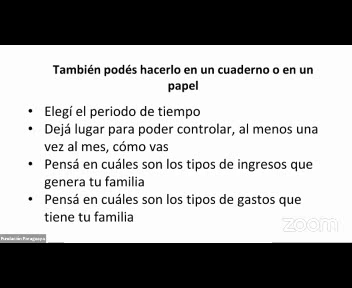 También podés hacerlo en un cuaderno o en un
papel
• Elegí el periodo de tiempo
• Dejá lugar para poder controlar, al menos una
vez al mes, cómo vas
• Pensá en cuáles son los tipos de ingresos que
genera tu familia
• Pensá en cuáles son los tipos de gastos que
tiene tu familia
zoom
Fundación Paraguaya